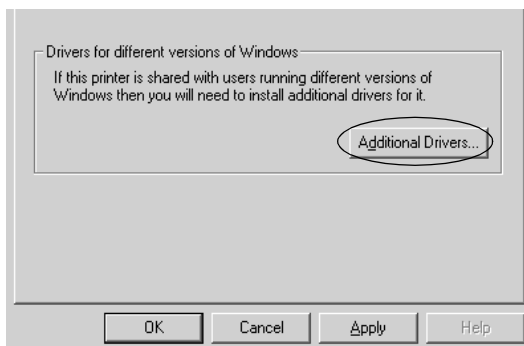 Drivers for different versions of Windows
If this printer is shared with users running different versions of
Windows then you will need to install additional drivers for it.
Additional Drivers...
OK Cancel Apply Help